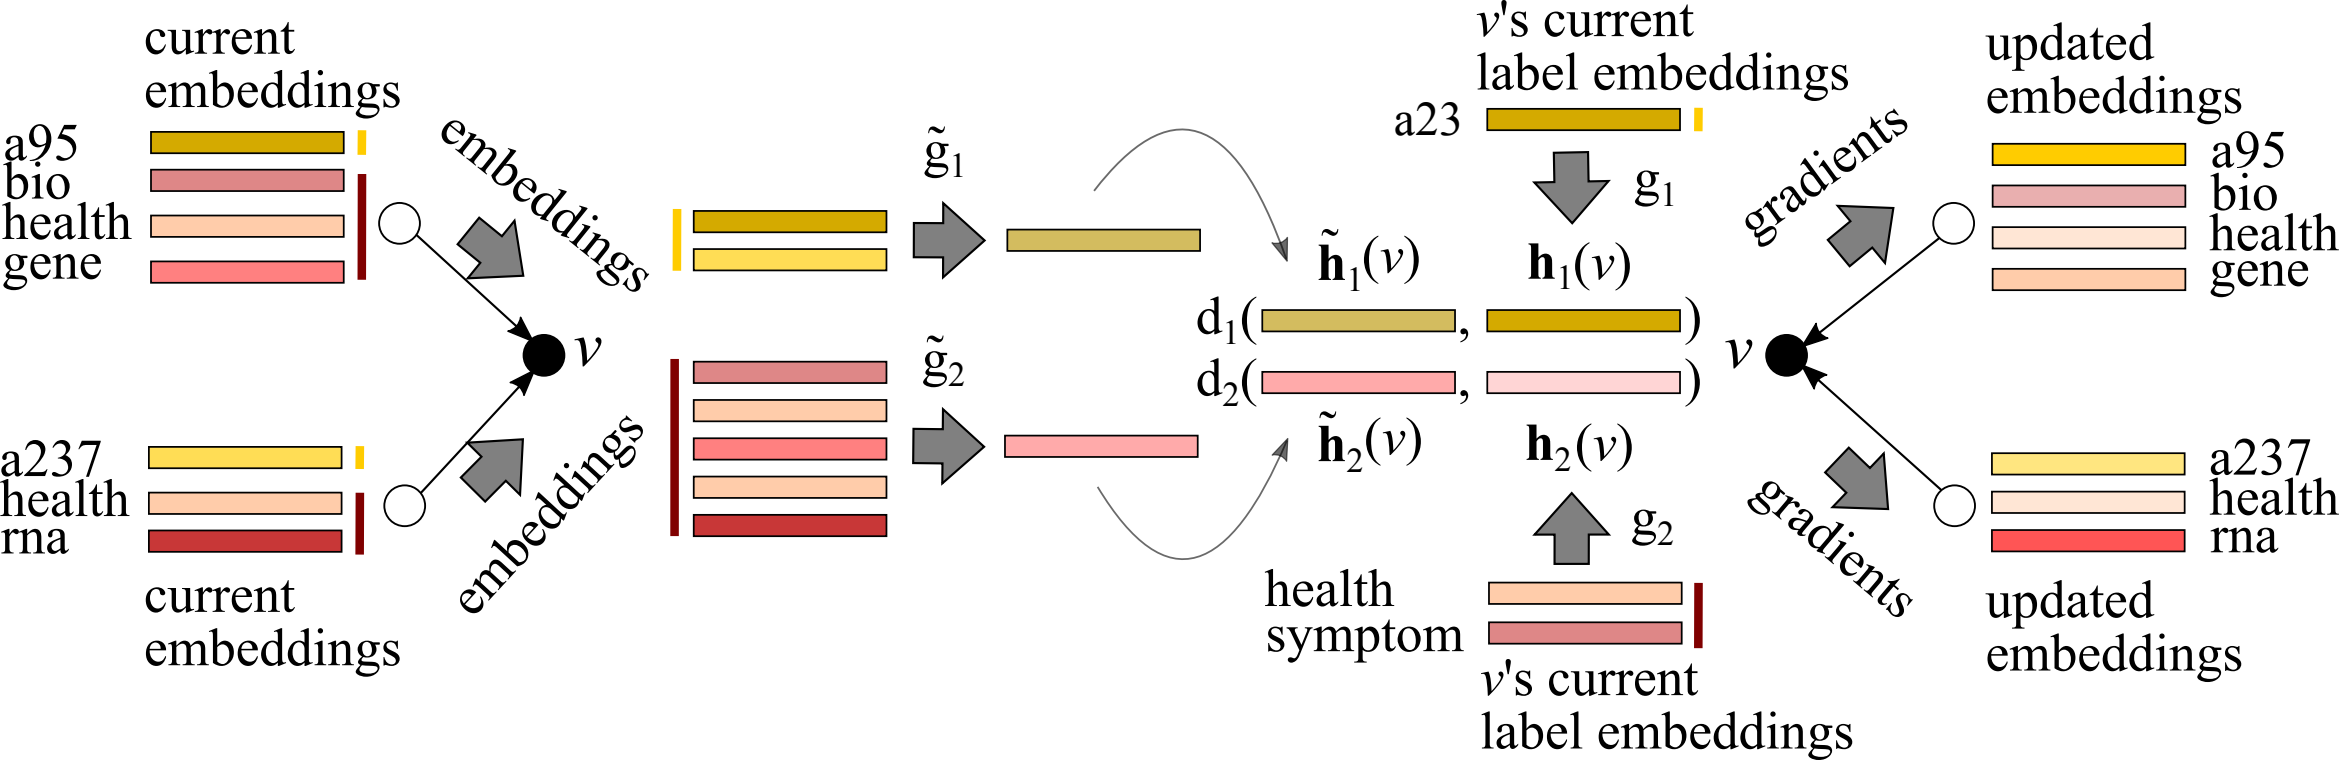 current
embeddings
a95
bio
health
gene
embeddings
v
a237
health
rna
current
embeddings
embeddings
g̃₁
g̃₂
v's current
label embeddings
a23
g₁
h̃₁(v) h₁(v)
d₁( , )
d₂( , )
h̃₂(v) h₂(v)
g₂
health
symptom
v's current
label embeddings
updated
embeddings
gradients
a95
bio
health
gene
v
gradients
a237
health
rna
updated
embeddings